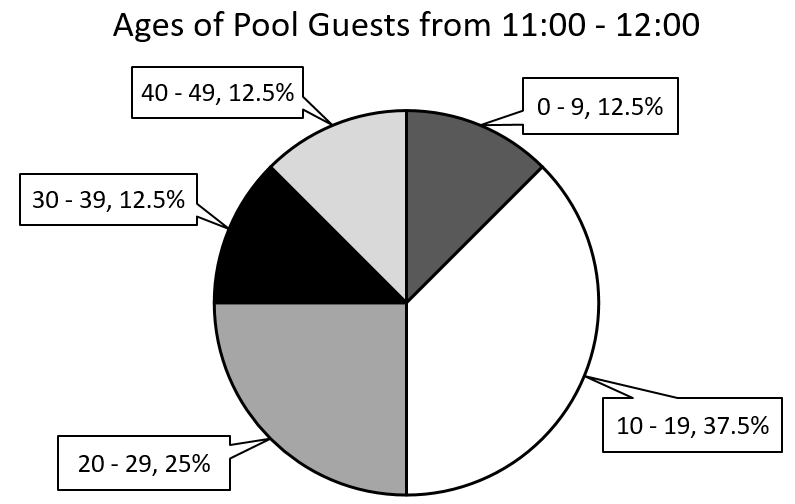 Ages of Pool Guests from 11:00 - 12:00
40 - 49, 12.5%
0 - 9, 12.5%
30 - 39, 12.5%
10 - 19, 37.5%
20 - 29, 25%